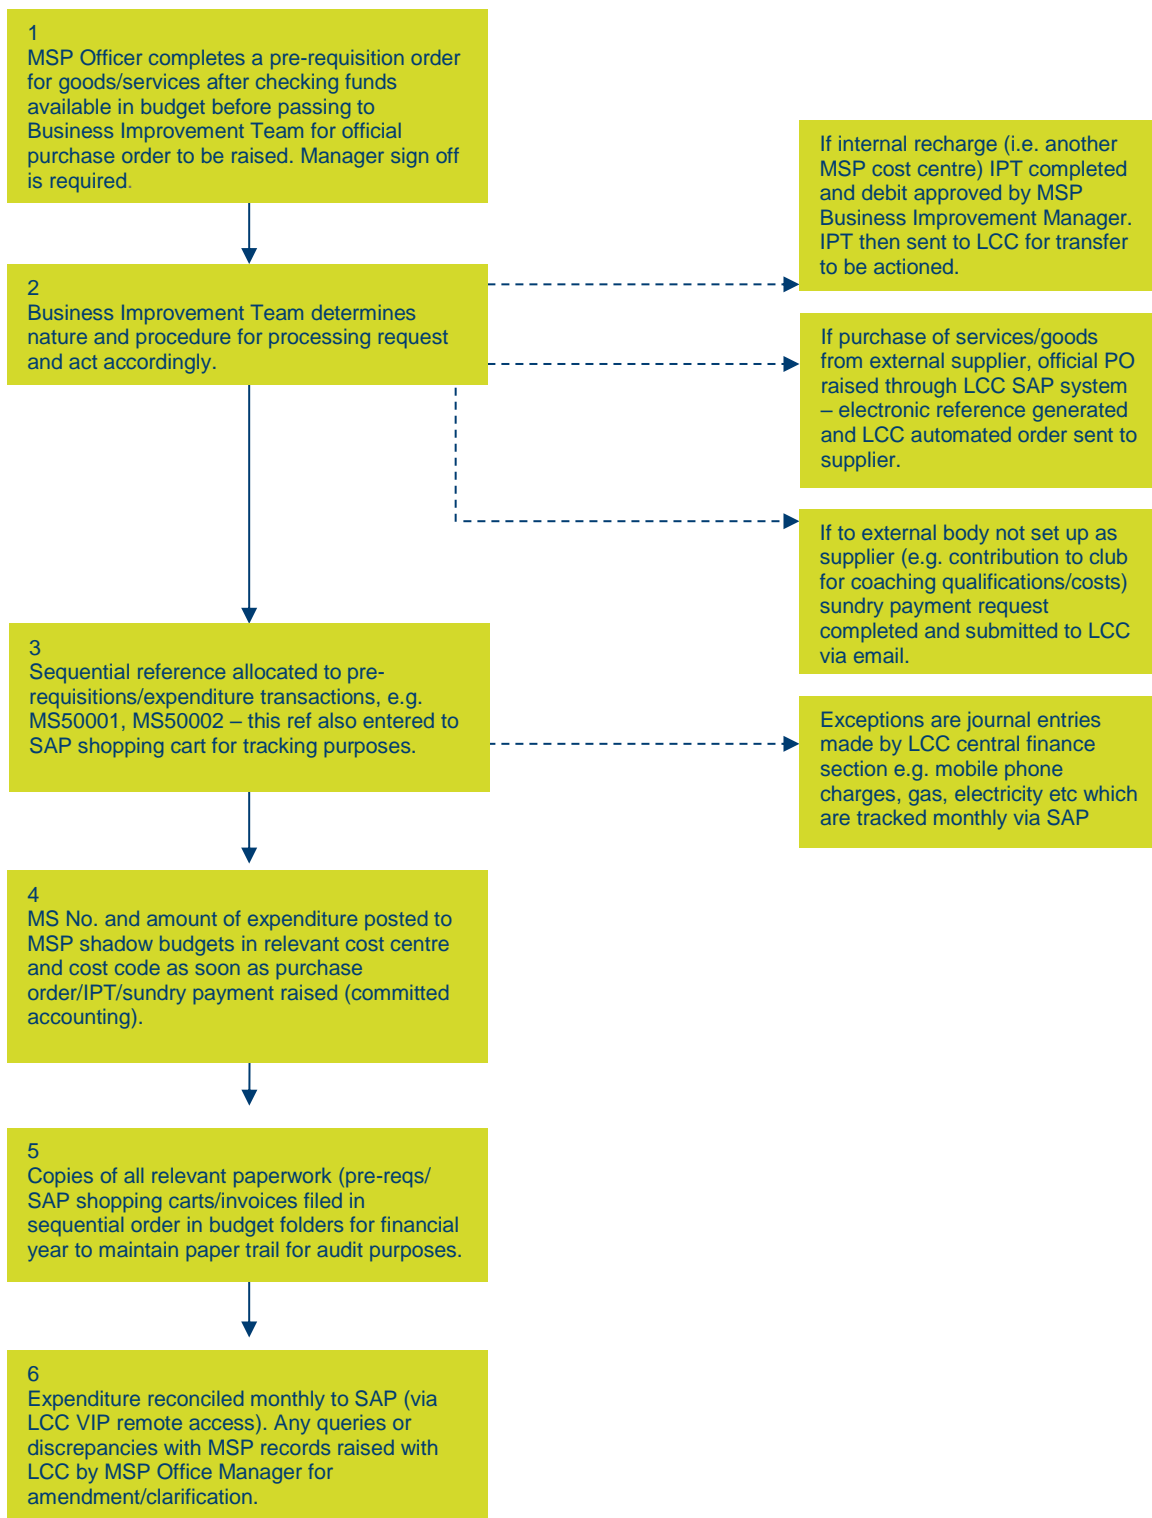 1
MSP Officer completes a pre-requisition order
for goods/services after checking funds
available in budget before passing to
Business Improvement Team for official
purchase order to be raised. Manager sign off
is required.
If internal recharge (i.e. another
MSP cost centre) IPT completed
and debit approved by MSP
Business Improvement Manager.
IPT then sent to LCC for transfer
to be actioned.
2
Business Improvement Team determines
nature and procedure for processing request
and act accordingly.
If purchase of services/goods
from external supplier, official PO
raised through LCC SAP system
– electronic reference generated
and LCC automated order sent to
supplier.
If to external body not set up as
supplier (e.g. contribution to club
for coaching qualifications/costs)
sundry payment request
completed and submitted to LCC
via email.
3
Sequential reference allocated to pre-
requisitions/expenditure transactions, e.g.
MS50001, MS50002 – this ref also entered to
SAP shopping cart for tracking purposes.
Exceptions are journal entries
made by LCC central finance
section e.g. mobile phone
charges, gas, electricity etc which
are tracked monthly via SAP
4
MS No. and amount of expenditure posted to
MSP shadow budgets in relevant cost centre
and cost code as soon as purchase
order/IPT/sundry payment raised (committed
accounting).
5
Copies of all relevant paperwork (pre-reqs/
SAP shopping carts/invoices filed in
sequential order in budget folders for financial
year to maintain paper trail for audit purposes.
6
Expenditure reconciled monthly to SAP (via
LCC VIP remote access). Any queries or
discrepancies with MSP records raised with
LCC by MSP Office Manager for
amendment/clarification.